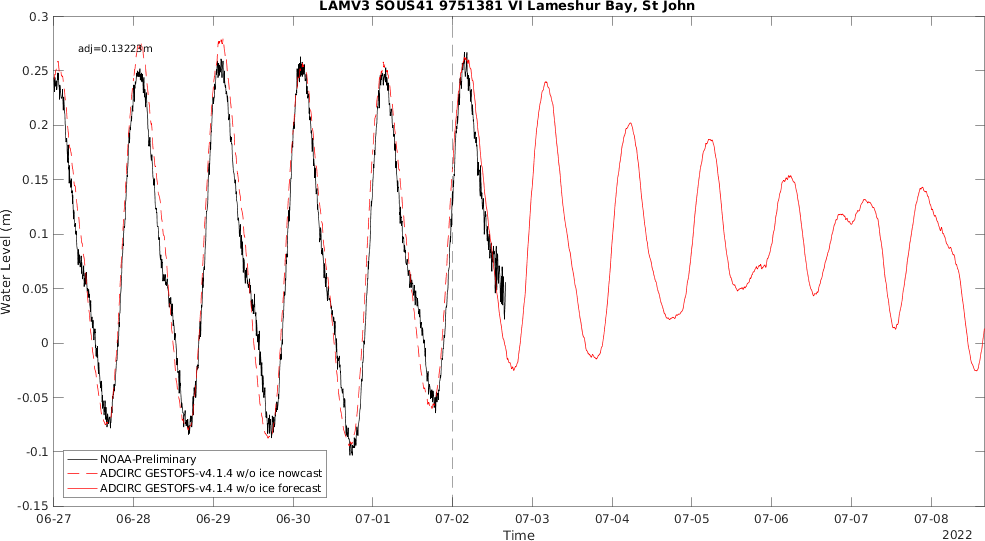 LAMV3 SOUS41 9751381 VI Lameshur Bay, St John
adj=0.13223m
0.3
0.25
0.2
0.15
0.1
0.05
0
-0.05
-0.1
-0.15
Water Level (m)
NOAA-Preliminary
ADCIRC GESTOFS-v4.1.4 w/o ice nowcast
ADCIRC GESTOFS-v4.1.4 w/o ice forecast
06-27 06-28 06-29 06-30 07-01 07-02 07-03 07-04 07-05 07-06 07-07 07-08
Time
2022